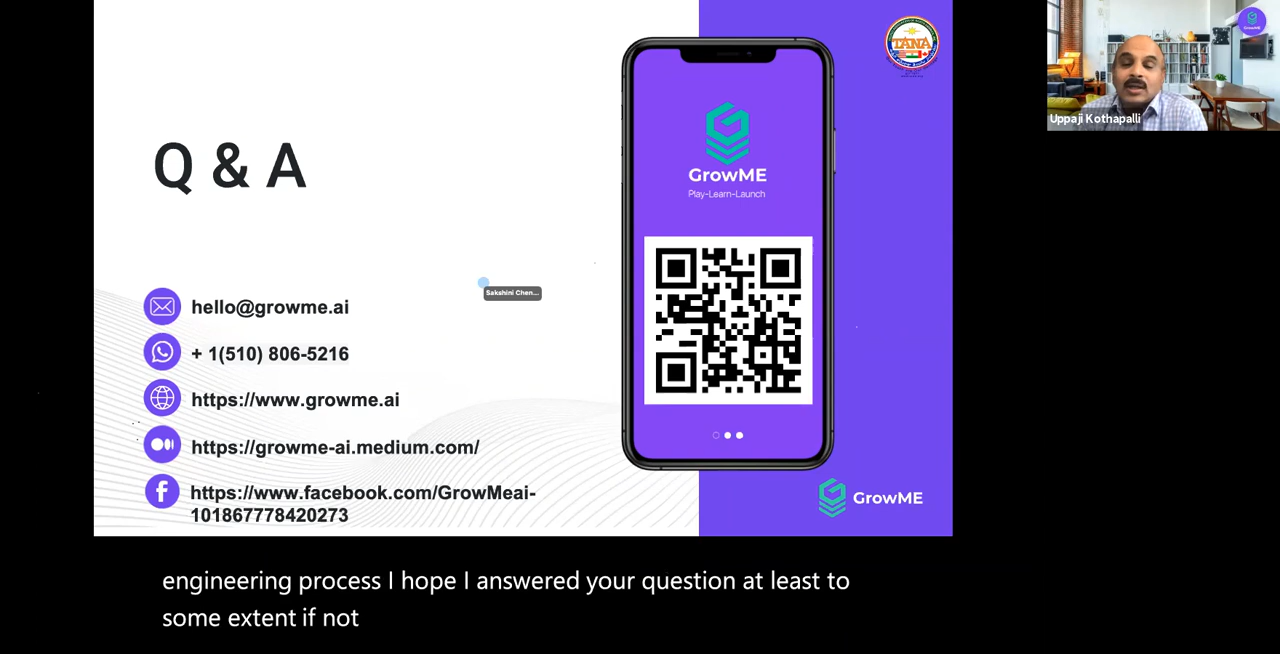 Q & A
hello@growme.ai
+ 1(510) 806-5216
https://www.growme.ai
https://growme-ai.medium.com/
https://www.facebook.com/GrowMeai-
101867778420273
Sakshini Chen...
GrowME
Play-Learn-Launch
TANA
GrowME
GrowME
Uppaji Kothapalli
engineering process I hope I answered your question at least to
some extent if not